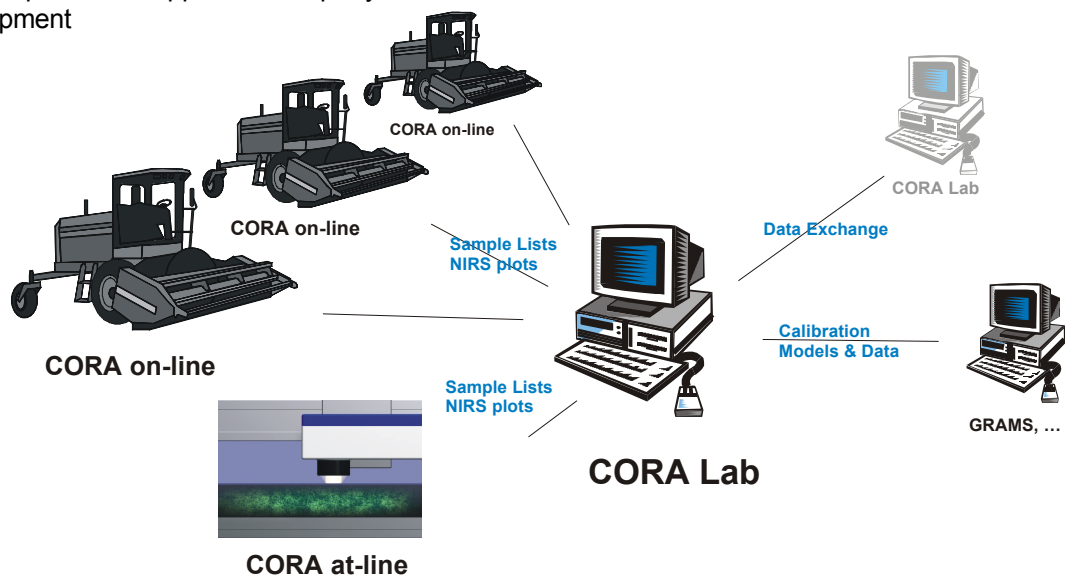 pment
CORA on-line
CORA on-line
CORA on-line
CORA Lab
Sample Lists
NIRS plots
Data Exchange
Calibration
Models & Data
Sample Lists
NIRS plots
GRAMS, …
CORA Lab
CORA at-line